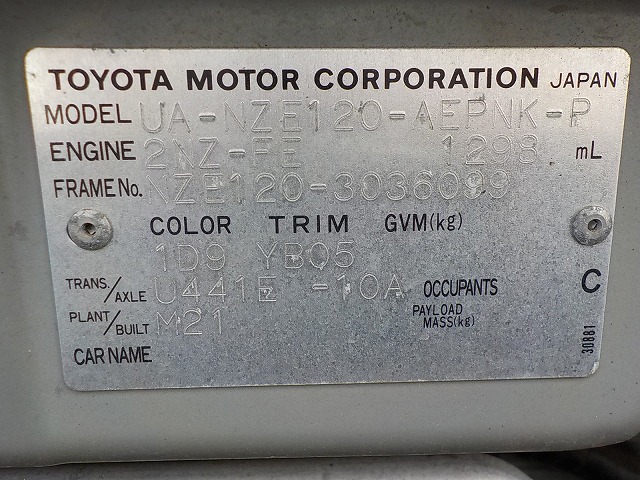 TOYOTA MOTOR CORPORATION JAPAN
MODEL UA-NZE120-AEPNK-P
ENGINE 2NZ-FE 1298 mL
FRAME No. NZE120-3036099
COLOR TRIM GVM(kg)
1D9 YB05
TRANS./AXLE U441E -10A OCCUPANTS C
PLANT/BUILT M21 PAYLOAD MASS(kg)
CAR NAME
30881